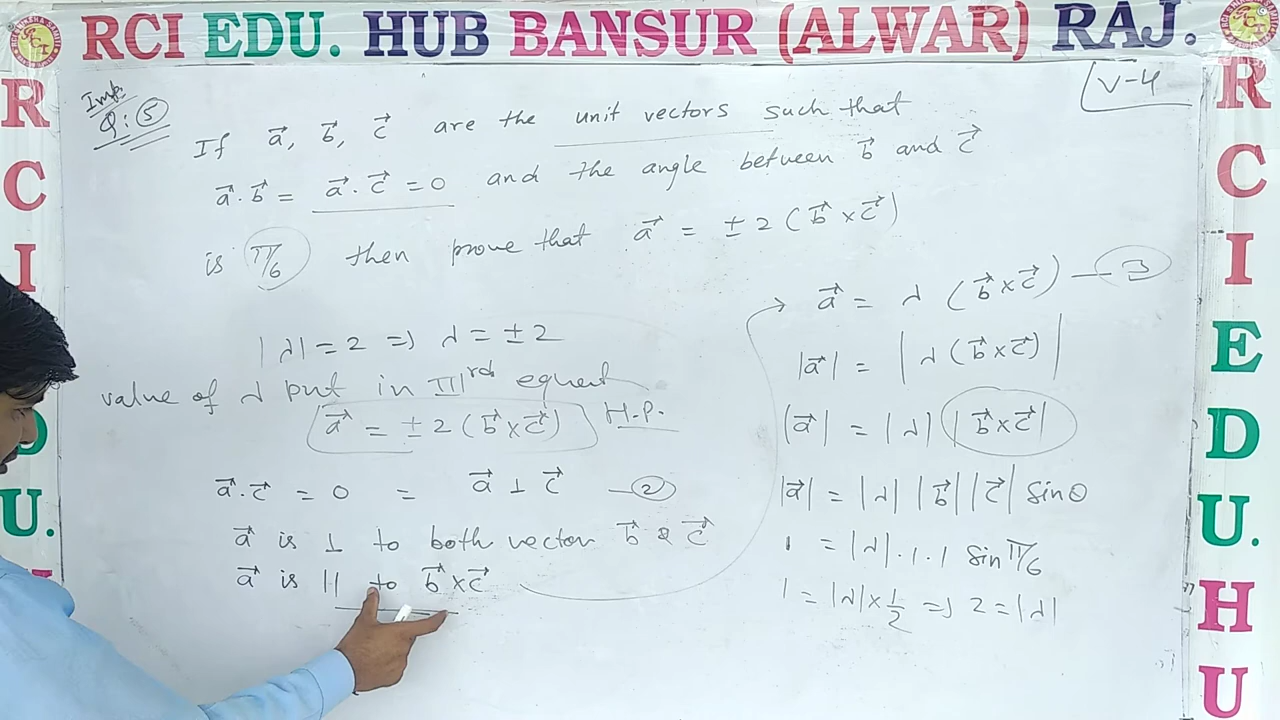 RCI EDU. HUB BANSUR (ALWAR) RAJ.
R
C
I
D
U.
R
C
I
E
D
U.
H
U
V-4
Imp.
Q:⑤
If a⃗, b⃗, c⃗ are the unit vectors such that
a⃗.b⃗ = a⃗.c⃗ = 0 and the angle between b⃗ and c⃗
is π/6 then prove that a⃗ = ± 2 (b⃗ × c⃗)
|λ| = 2 => λ = ± 2
value of λ put in IIIrd equat
a⃗ = ± 2 (b⃗ × c⃗) H.P.
a⃗.c⃗ = 0 = a⃗ ⊥ c⃗ —②
a⃗ is ⊥ to both vector b⃗ & c⃗
a⃗ is || to b⃗ × c⃗
→ a⃗ = λ (b⃗ × c⃗) —③
|a⃗| = |λ (b⃗ × c⃗)|
|a⃗| = |λ| |b⃗ × c⃗|
|a⃗| = |λ| |b⃗| |c⃗| sin θ
1 = |λ|.1.1 sin π/6
1 = |λ| × 1/2 => 2 = |λ|